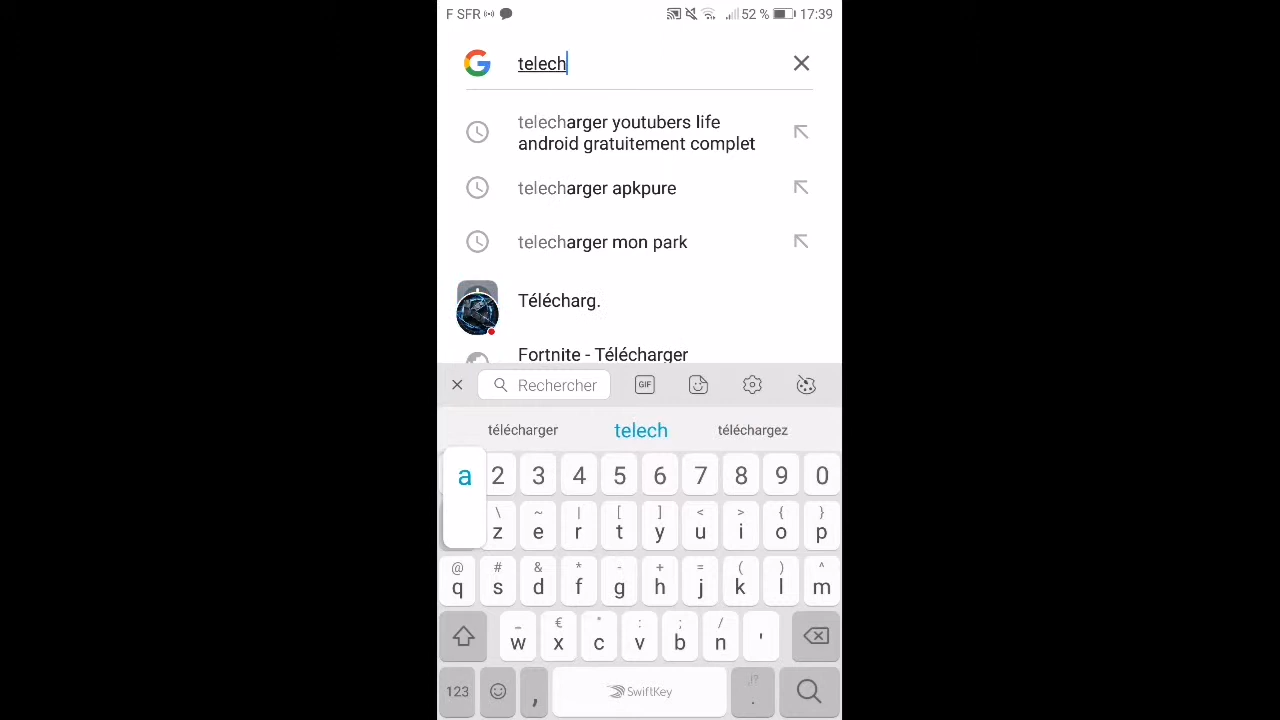 F SFR 52 % 17:39
telech
telecharger youtubers life
android gratuitement complet
telecharger apkpure
telecharger mon park
Télécharg.
Fortnite - Télécharger
Rechercher GIF
télécharger telech téléchargez
a 2 3 4 5 6 7 8 9 0
\ ~ | [ ] < > { }
z e r t y u i o p
@ # & * - + = ( ) ^
q s d f g h j k l m
_ € " : ; /
w x c v b n '
123 , SwiftKey ,!? .